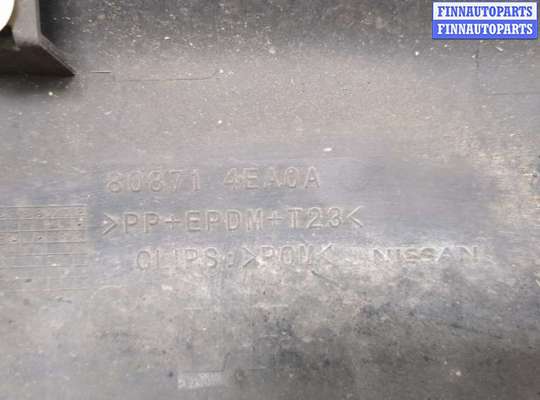 FINNAUTOPARTS
FINNAUTOPARTS
80871 4EA0A
>PP+EPDM+T23<
CLIPS:>POM< NISSAN